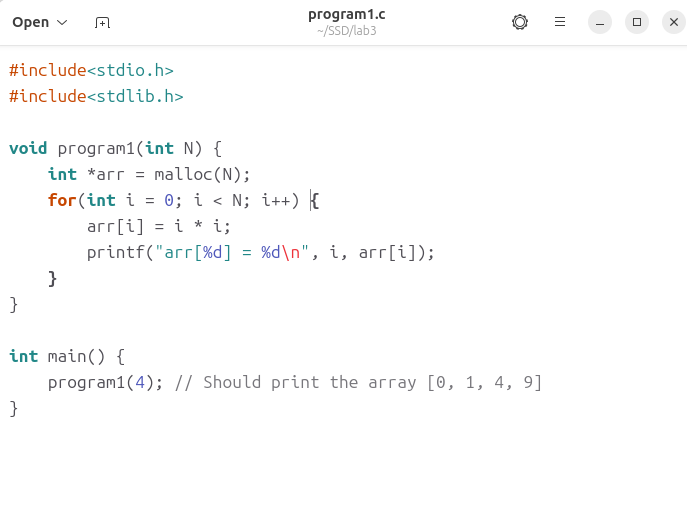 Open
program1.c
~/SSD/lab3
#include<stdio.h>
#include<stdlib.h>
void program1(int N) {
    int *arr = malloc(N);
    for(int i = 0; i < N; i++) {
        arr[i] = i * i;
        printf("arr[%d] = %d\n", i, arr[i]);
    }
}
int main() {
    program1(4); // Should print the array [0, 1, 4, 9]
}